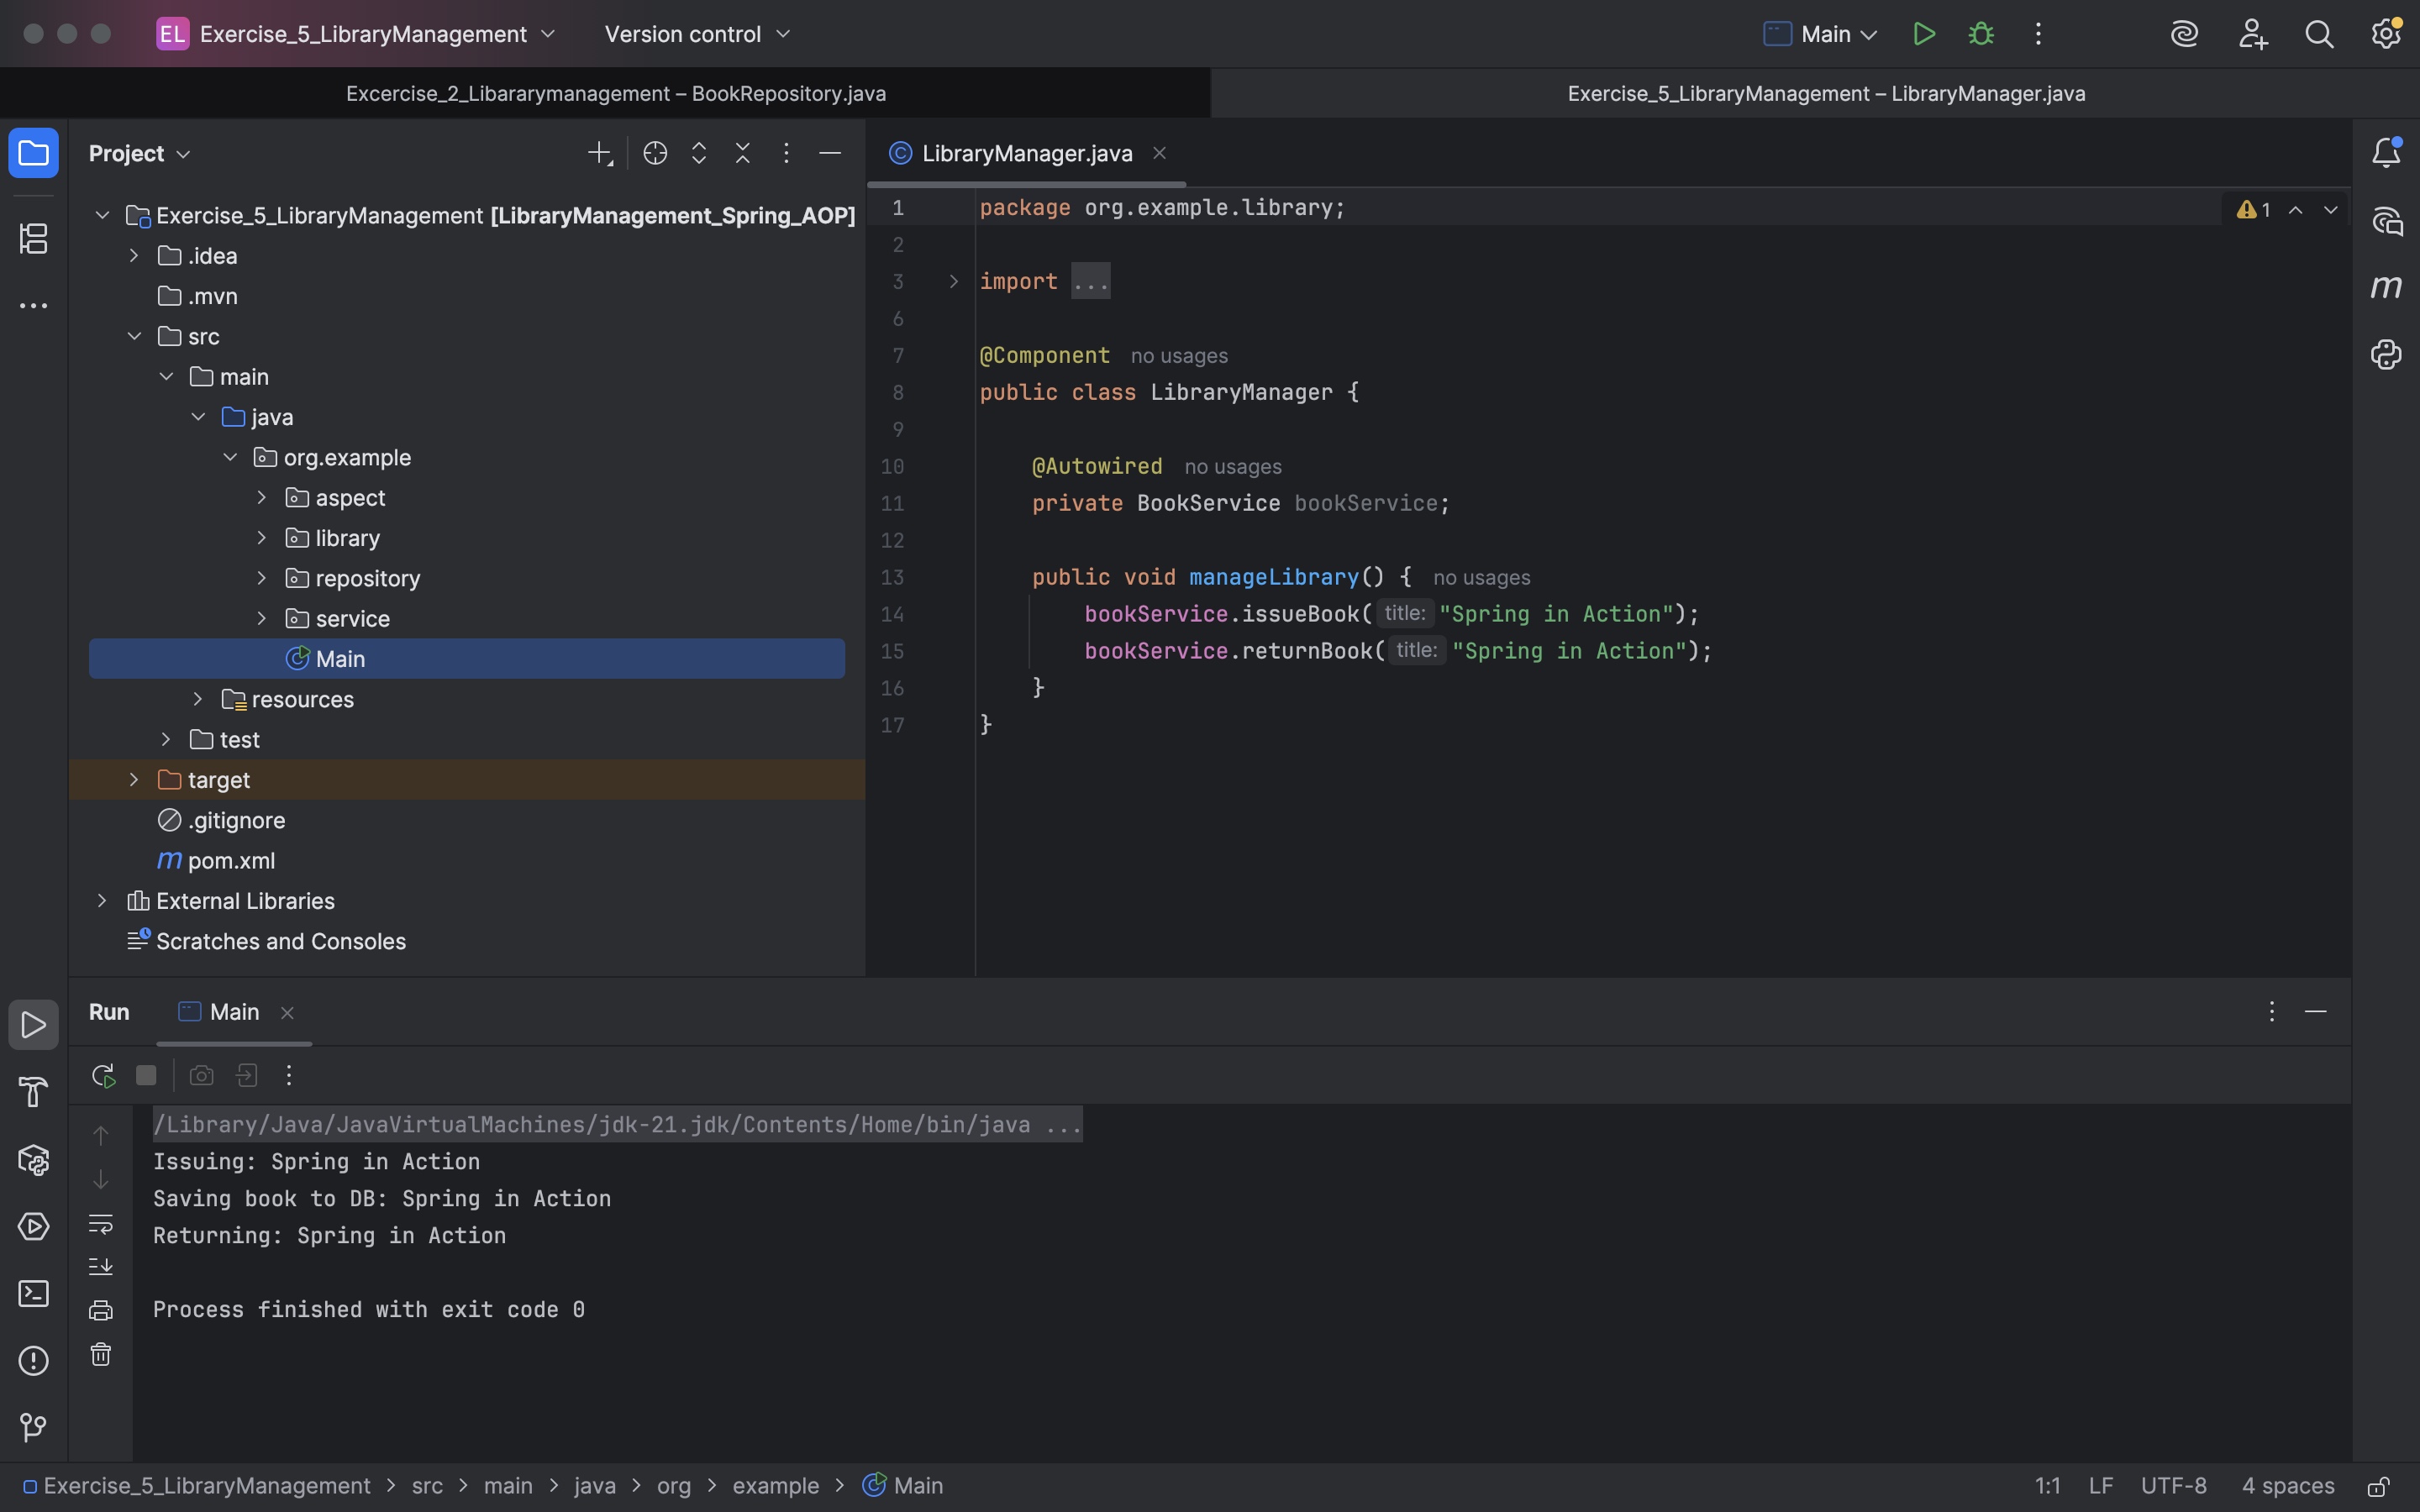 EL Exercise_5_LibraryManagement Version control Main
Excercise_2_Libararymanagement – BookRepository.java Exercise_5_LibraryManagement – LibraryManager.java
Project
Exercise_5_LibraryManagement [LibraryManagement_Spring_AOP]
.idea
.mvn
src
main
java
org.example
aspect
library
repository
service
Main
resources
test
target
.gitignore
m pom.xml
External Libraries
Scratches and Consoles
LibraryManager.java
1 package org.example.library; 1
2
3 import ...
6
7 @Component no usages
8 public class LibraryManager {
9
10 @Autowired no usages
11 private BookService bookService;
12
13 public void manageLibrary() { no usages
14 bookService.issueBook( title: "Spring in Action");
15 bookService.returnBook( title: "Spring in Action");
16 }
17 }
m
Run Main
/Library/Java/JavaVirtualMachines/jdk-21.jdk/Contents/Home/bin/java ...
Issuing: Spring in Action
Saving book to DB: Spring in Action
Returning: Spring in Action
Process finished with exit code 0
Exercise_5_LibraryManagement > src > main > java > org > example > Main 1:1 LF UTF-8 4 spaces